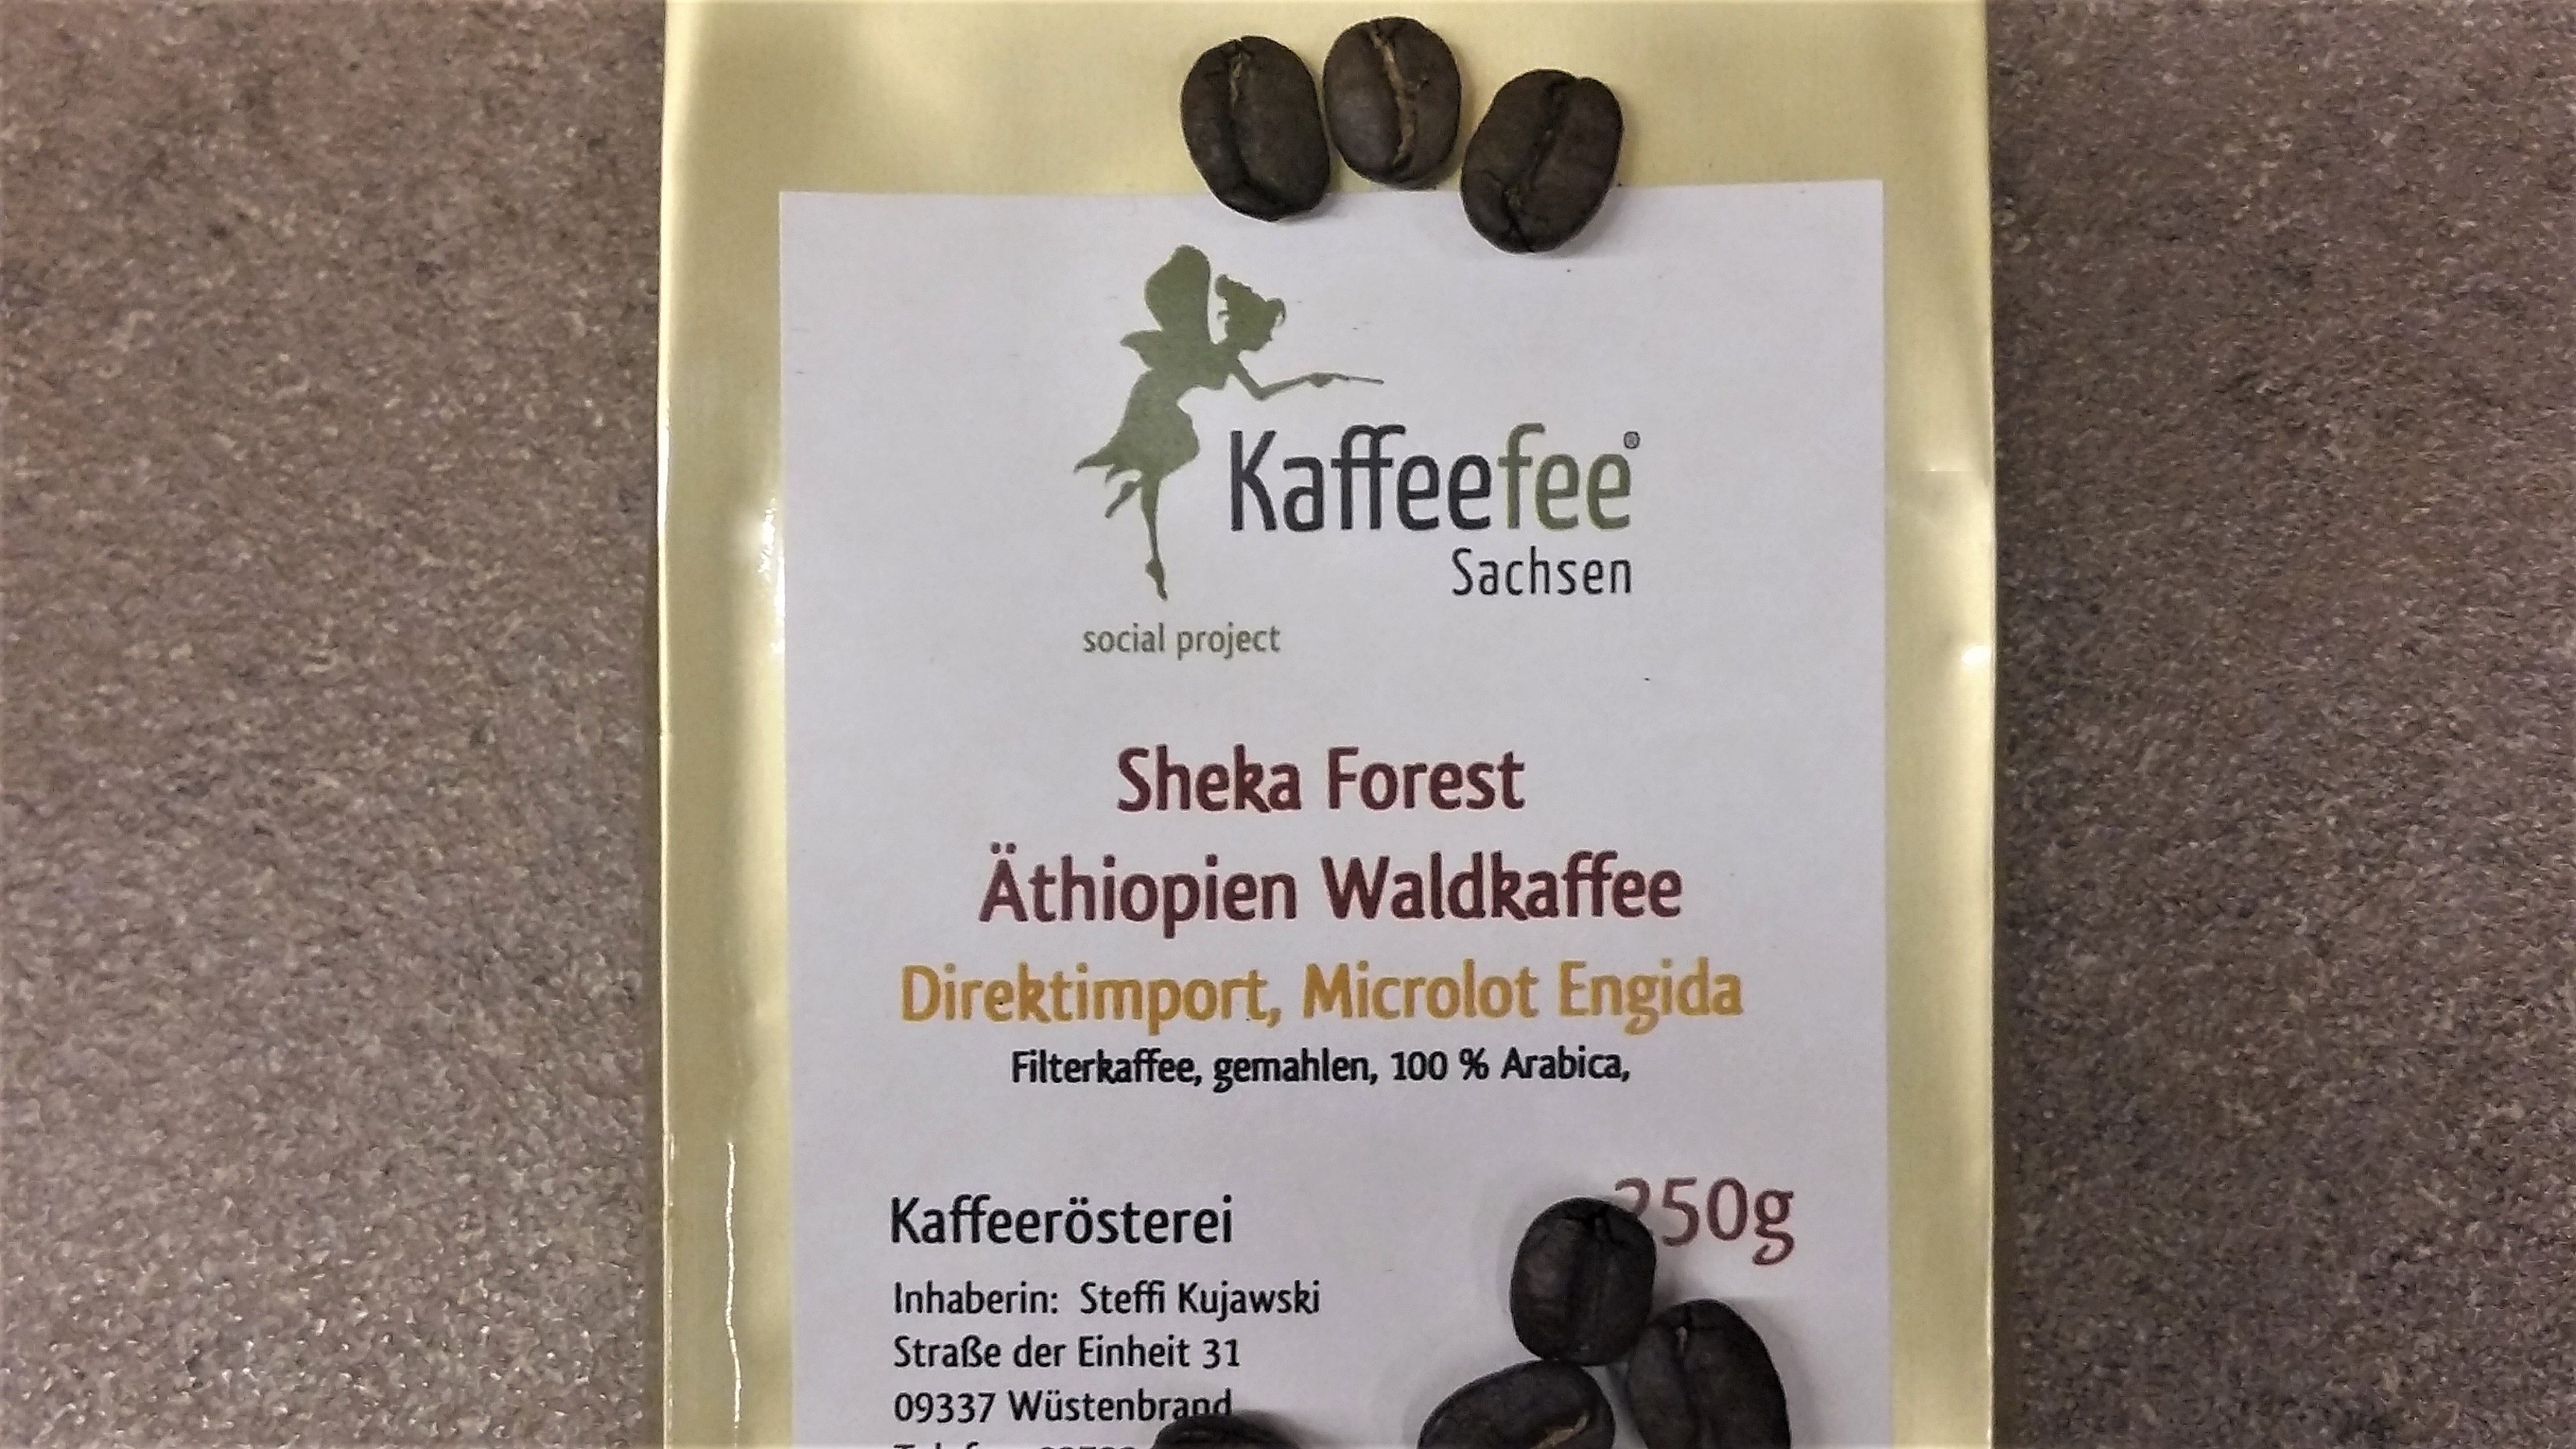 Kaffeefee®
Sachsen
social project
Sheka Forest
Äthiopien Waldkaffee
Direktimport, Microlot Engida
Filterkaffee, gemahlen, 100 % Arabica,
250g
Kaffeerösterei
Inhaberin: Steffi Kujawski
Straße der Einheit 31
09337 Wüstenbrand